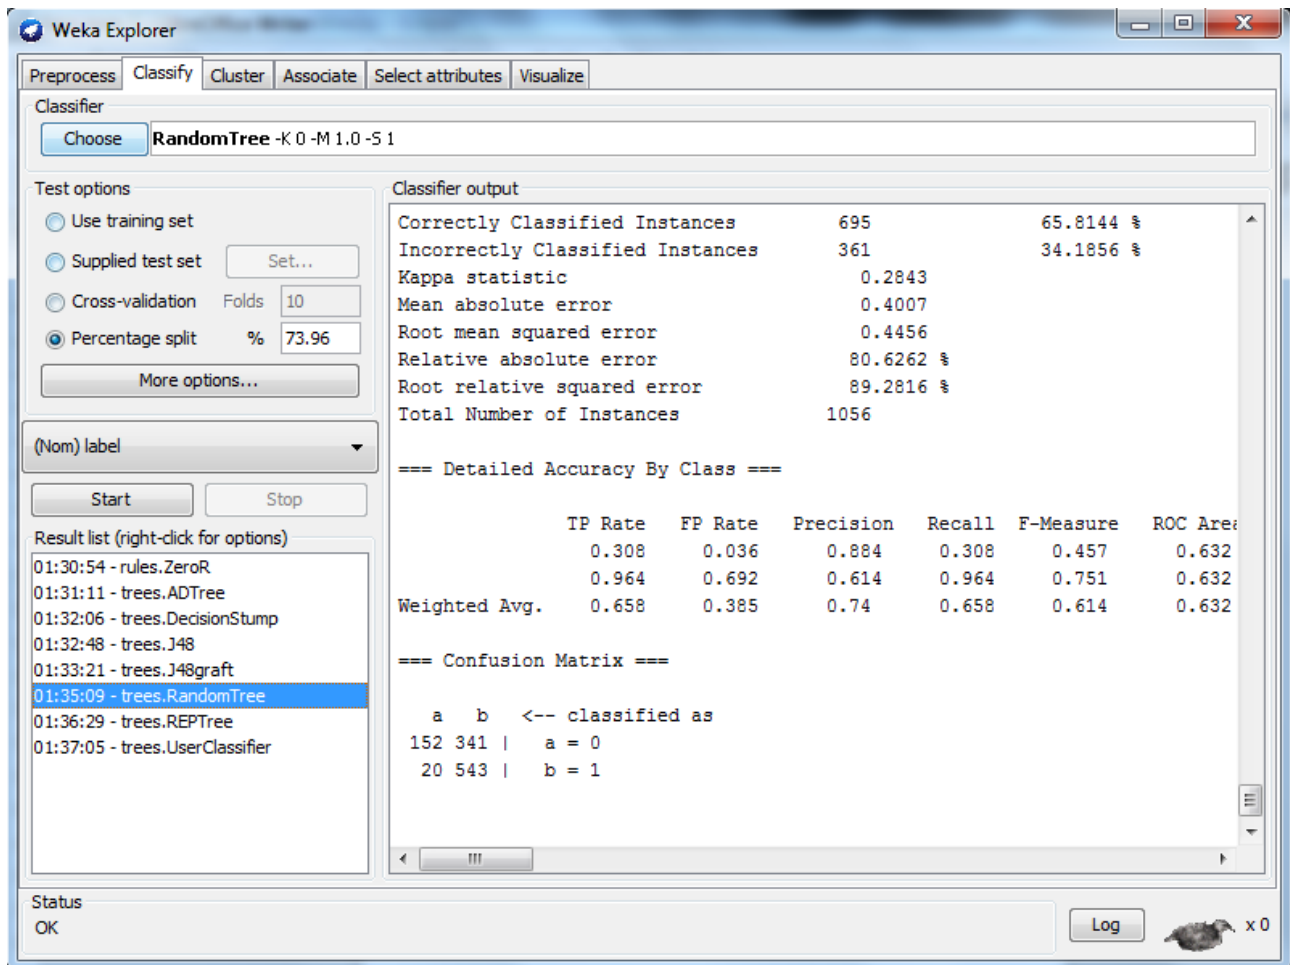 Weka Explorer
Preprocess Classify Cluster Associate Select attributes Visualize
Classifier
Choose RandomTree -K 0 -M 1.0 -S 1
Test options
Use training set
Supplied test set Set...
Cross-validation Folds 10
Percentage split % 73.96
More options...
(Nom) label
Start Stop
Result list (right-click for options)
01:30:54 - rules.ZeroR
01:31:11 - trees.ADTree
01:32:06 - trees.DecisionStump
01:32:48 - trees.J48
01:33:21 - trees.J48graft
01:35:09 - trees.RandomTree
01:36:29 - trees.REPTree
01:37:05 - trees.UserClassifier
Classifier output
Correctly Classified Instances 695 65.8144 %
Incorrectly Classified Instances 361 34.1856 %
Kappa statistic 0.2843
Mean absolute error 0.4007
Root mean squared error 0.4456
Relative absolute error 80.6262 %
Root relative squared error 89.2816 %
Total Number of Instances 1056
=== Detailed Accuracy By Class ===
TP Rate FP Rate Precision Recall F-Measure ROC Area
0.308 0.036 0.884 0.308 0.457 0.632
0.964 0.692 0.614 0.964 0.751 0.632
Weighted Avg. 0.658 0.385 0.74 0.658 0.614 0.632
=== Confusion Matrix ===
a b <-- classified as
152 341 | a = 0
20 543 | b = 1
Status
OK
Log x 0